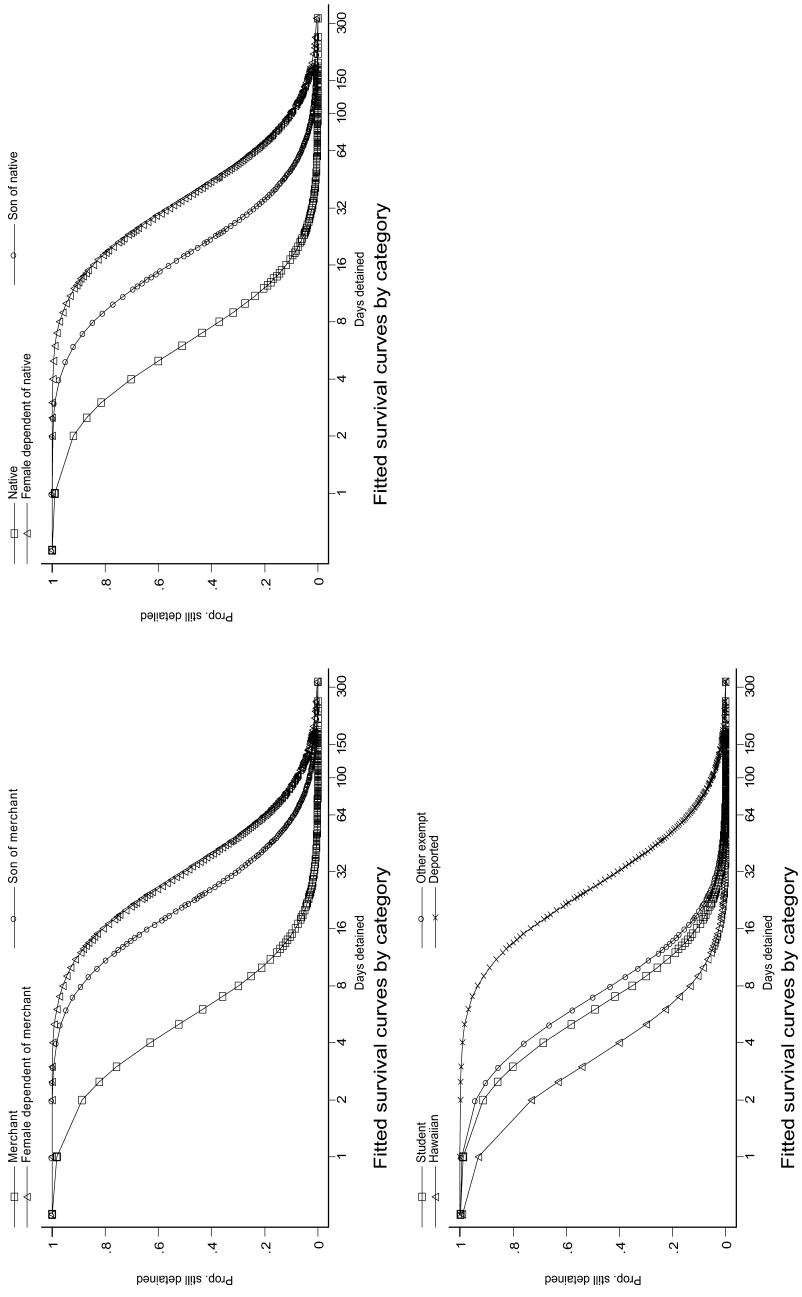 Merchant
Son of merchant
Female dependent of merchant
Prop. still detained
1
.8
.6
.4
.2
0
1
2
4
8
16
32
64
100
150
300
Days detained
Fitted survival curves by category
Native
Son of native
Female dependent of native
Prop. still detailed
1
.8
.6
.4
.2
0
1
2
4
8
16
32
64
100
150
300
Days detained
Fitted survival curves by category
Student
Other exempt
Hawaiian
Deported
Prop. still detained
1
.8
.6
.4
.2
0
1
2
4
8
16
32
64
100
150
300
Days detained
Fitted survival curves by category